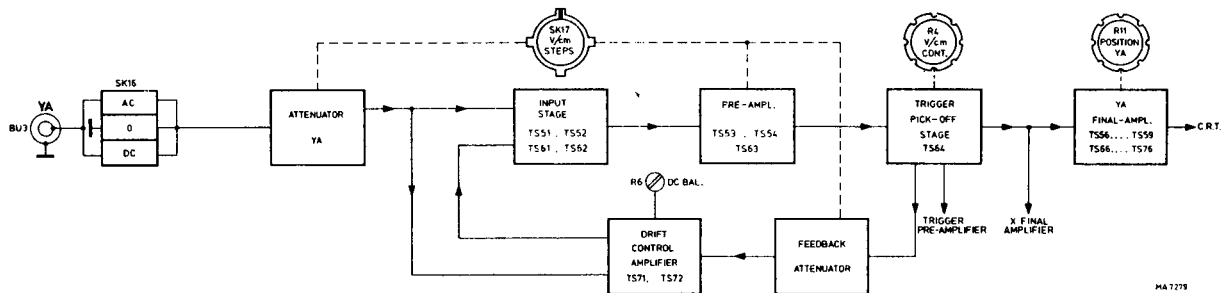 YA
BU3
SK16
AC
0
DC
ATTENUATOR
YA
SK17
V/cm
STEPS
INPUT
STAGE
TS51 , TS52
TS61 , TS62
PRE-AMPL.
TS53 , TS54
TS63
R4
V/cm
CONT.
TRIGGER
PICK-OFF
STAGE
TS64
R11
POSITION
YA
YA
FINAL-AMPL.
TS56...., TS59
TS66...., TS76
C.R.T.
R6
DC BAL.
DRIFT
CONTROL
AMPLIFIER
TS71, TS72
FEEDBACK
ATTENUATOR
TRIGGER
PRE-AMPLIFIER
X FINAL
AMPLIFIER
MA 7279